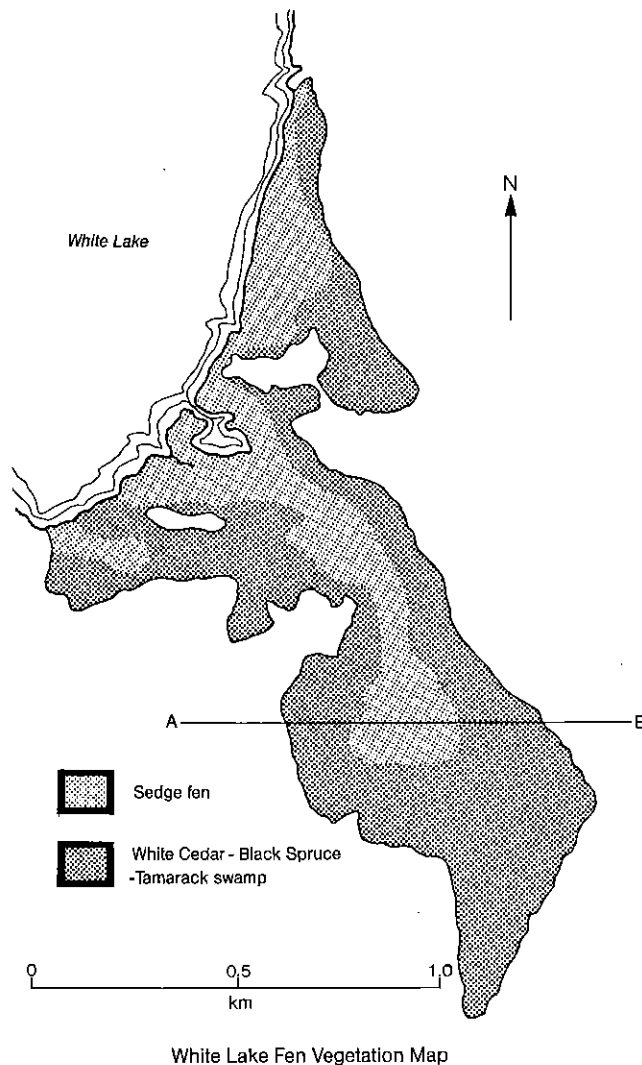 N
White Lake
A
B
Sedge fen
White Cedar - Black Spruce
-Tamarack swamp
0
0,5
1,0
km
White Lake Fen Vegetation Map